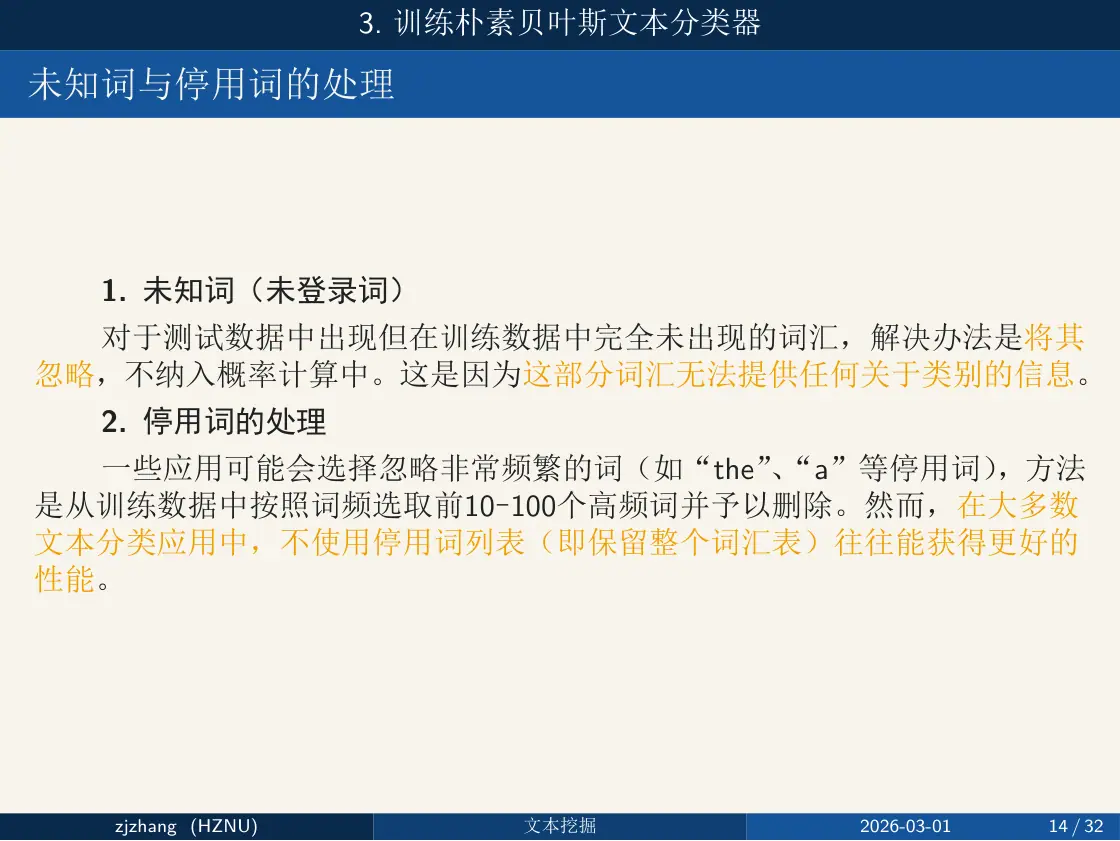 3. 训练朴素贝叶斯文本分类器
未知词与停用词的处理
1. 未知词（未登录词）
对于测试数据中出现但在训练数据中完全未出现的词汇，解决办法是将其
忽略，不纳入概率计算中。这是因为这部分词汇无法提供任何关于类别的信息。
2. 停用词的处理
一些应用可能会选择忽略非常频繁的词（如“the”、“a”等停用词），方法
是从训练数据中按照词频选取前10-100个高频词并予以删除。然而，在大多数
文本分类应用中，不使用停用词列表（即保留整个词汇表）往往能获得更好的
性能。
zjzhang (HZNU) 文本挖掘 2026-03-01 14 / 32